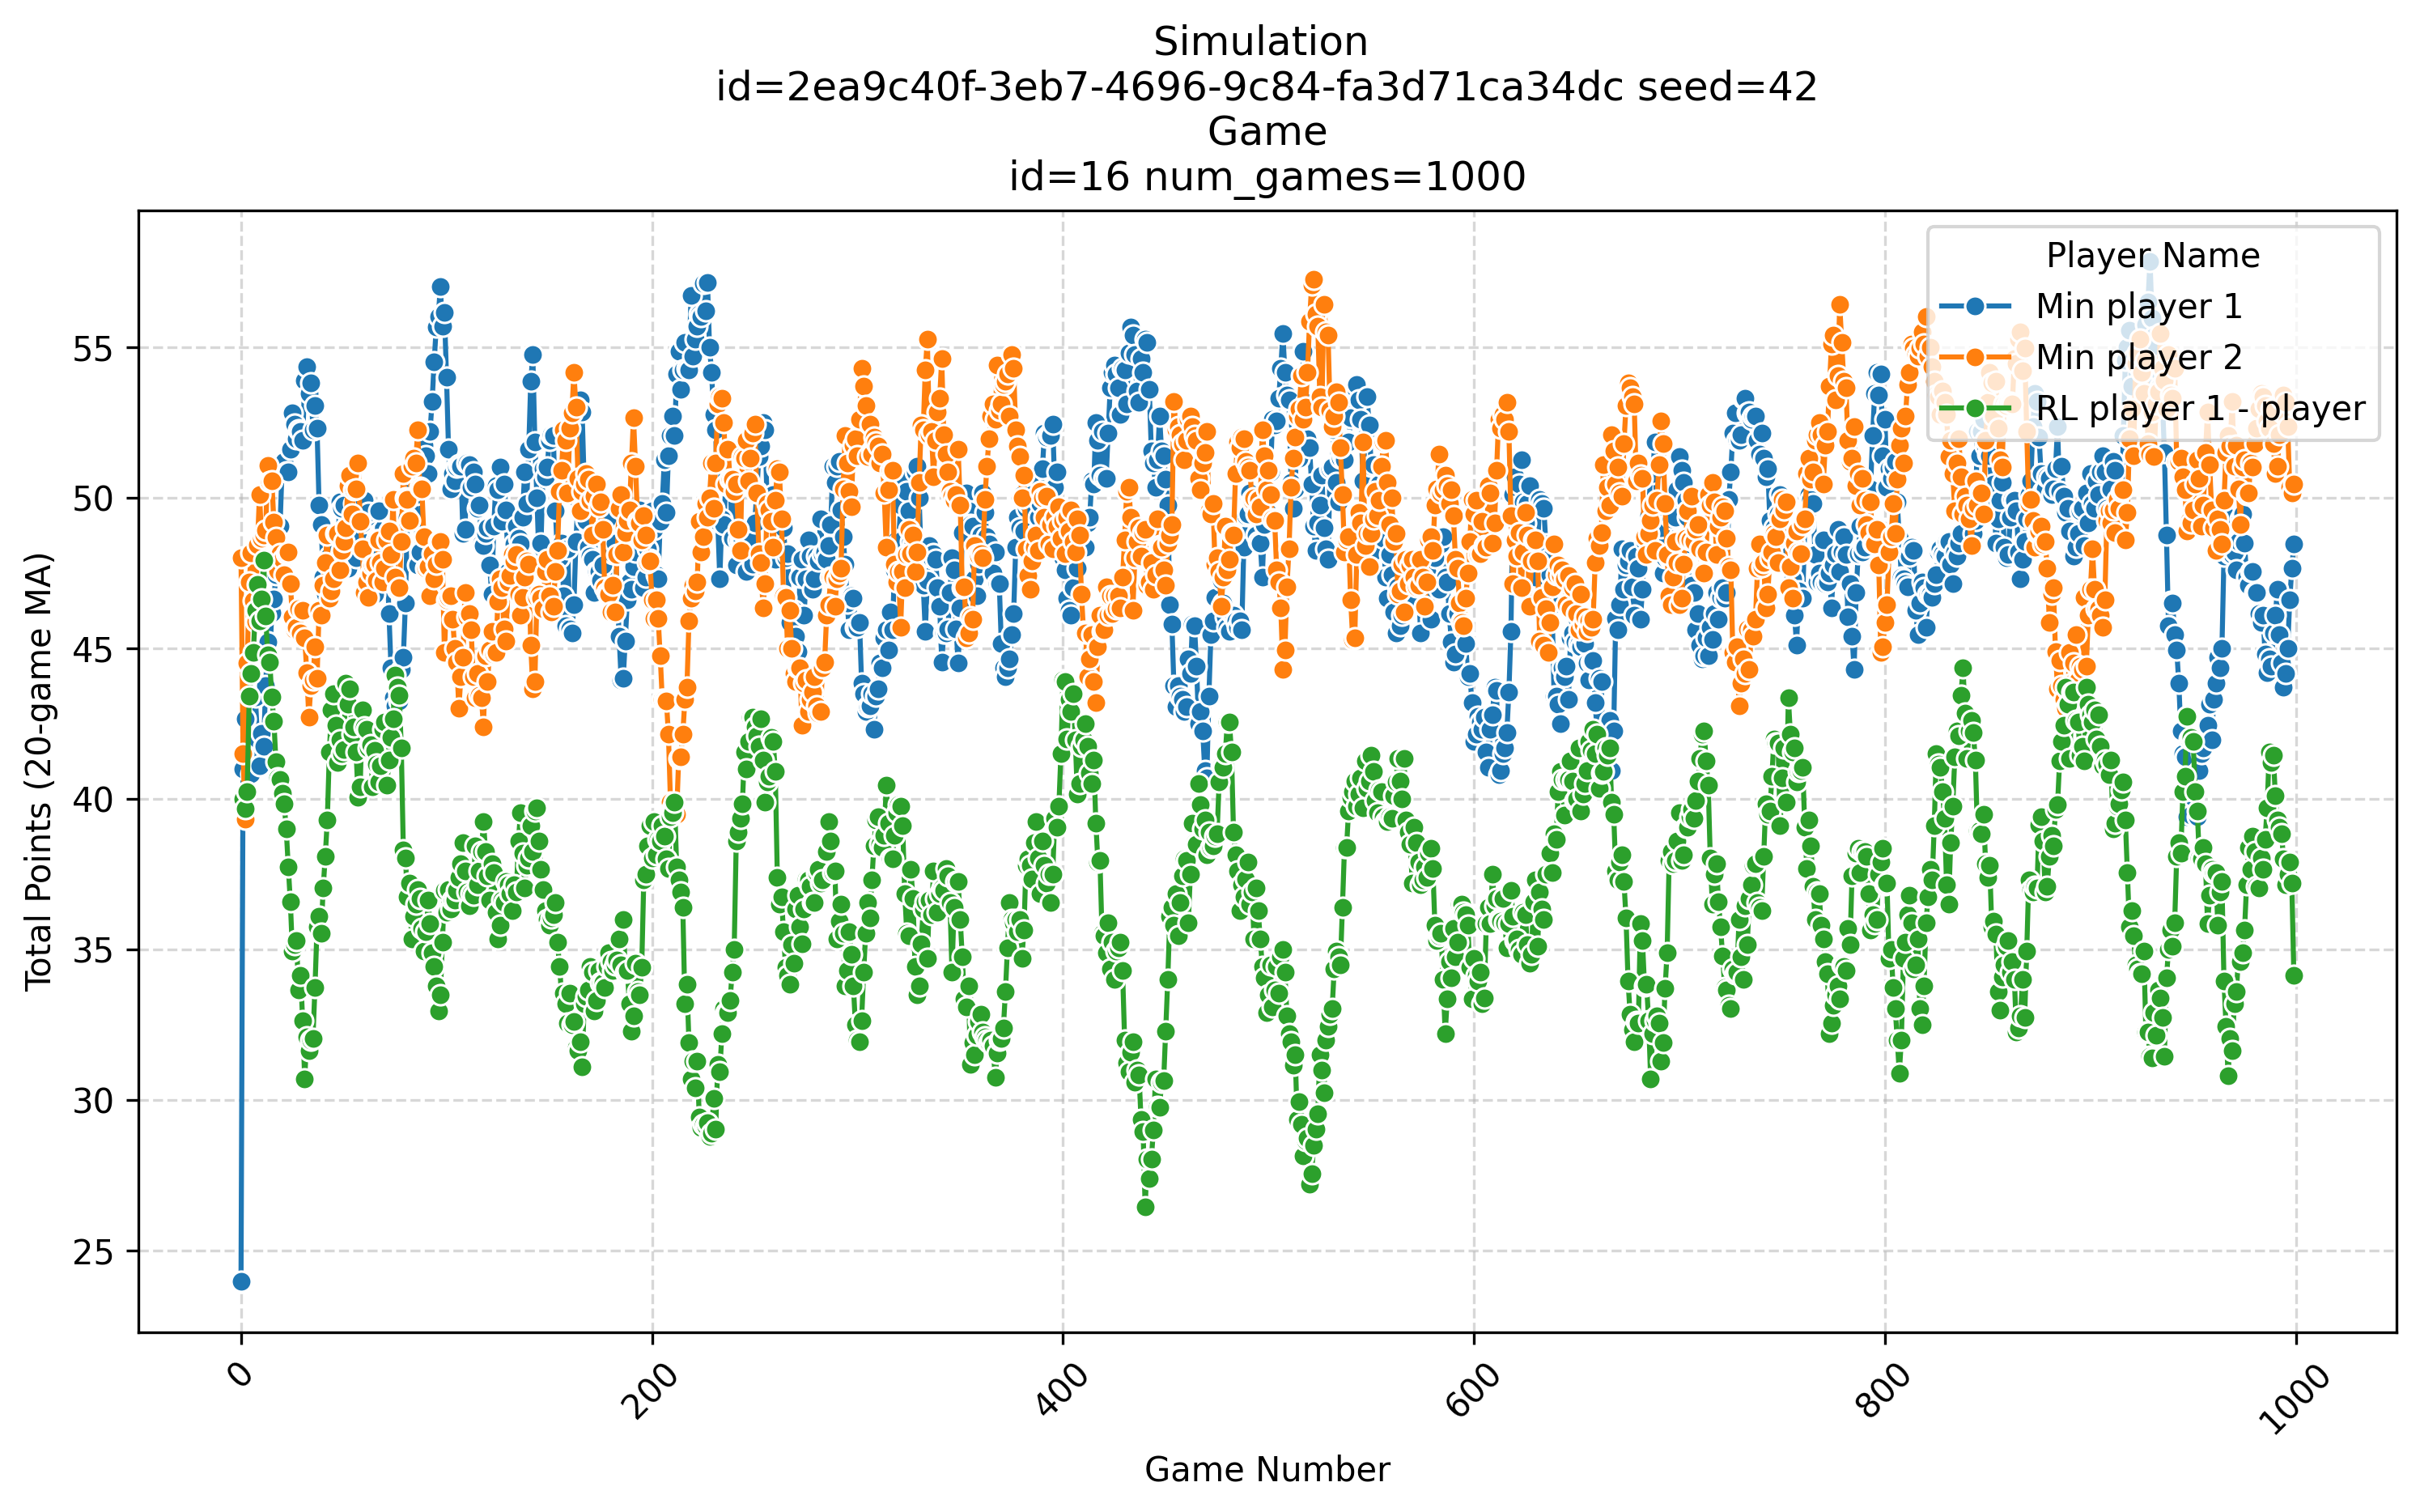 Simulation
id=2ea9c40f-3eb7-4696-9c84-fa3d71ca34dc seed=42
Game
id=16 num_games=1000
Player Name
Min player 1
Min player 2
RL player 1 - player
Total Points (20-game MA)
55
50
45
40
35
30
25
0
200
400
600
800
1000
Game Number